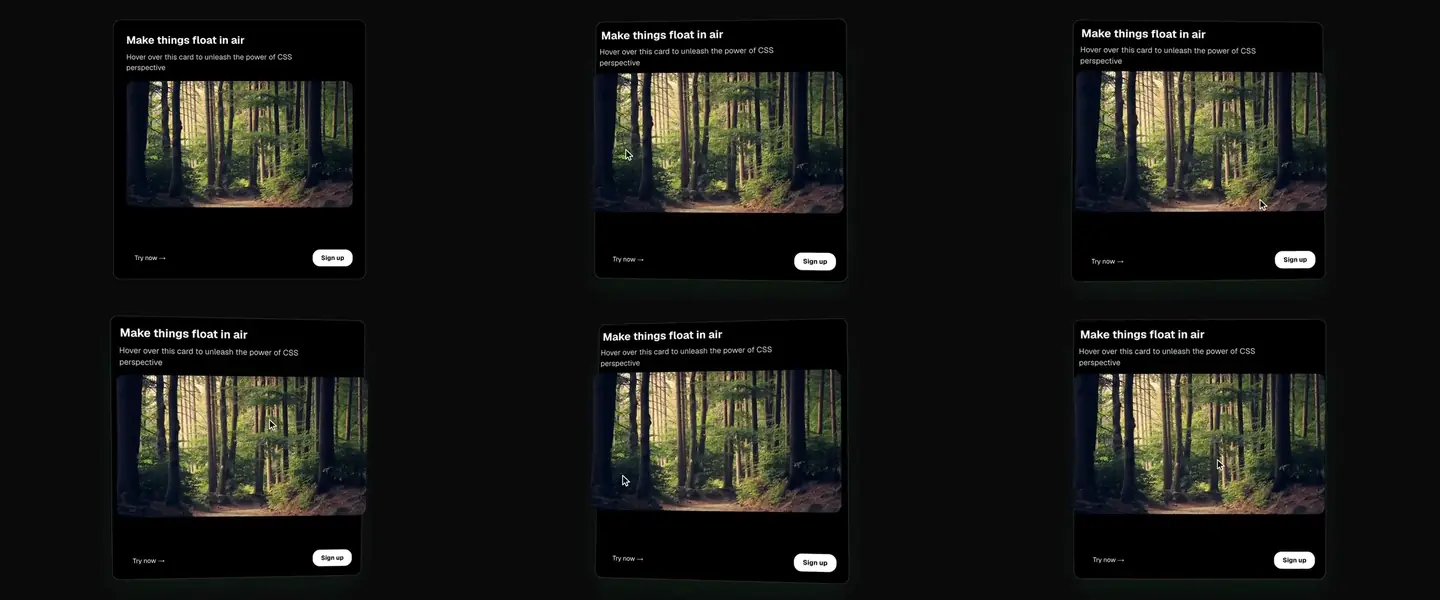 Make things float in air
Hover over this card to unleash the power of CSS
perspective
Try now →
Sign up
Make things float in air
Hover over this card to unleash the power of CSS
perspective
Try now →
Sign up
Make things float in air
Hover over this card to unleash the power of CSS
perspective
Try now →
Sign up
Make things float in air
Hover over this card to unleash the power of CSS
perspective
Try now →
Sign up
Make things float in air
Hover over this card to unleash the power of CSS
perspective
Try now →
Sign up
Make things float in air
Hover over this card to unleash the power of CSS
perspective
Try now →
Sign up